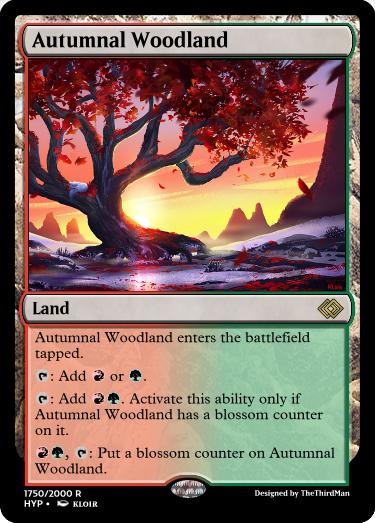 Autumnal Woodland
KLOIR
Land
Autumnal Woodland enters the battlefield
tapped.
: Add or .
: Add . Activate this ability only if
Autumnal Woodland has a blossom counter
on it.
, : Put a blossom counter on Autumnal
Woodland.
1750/2000 R
HYP • KLOIR
Designed by TheThirdMan